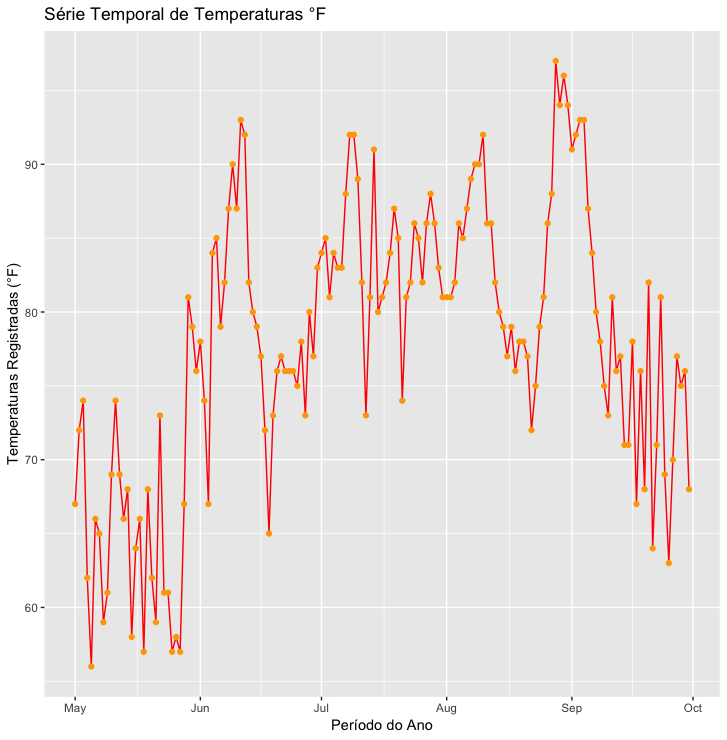 Série Temporal de Temperaturas °F
Temperaturas Registradas (°F)
90
80
70
60
May Jun Jul Aug Sep Oct
Período do Ano